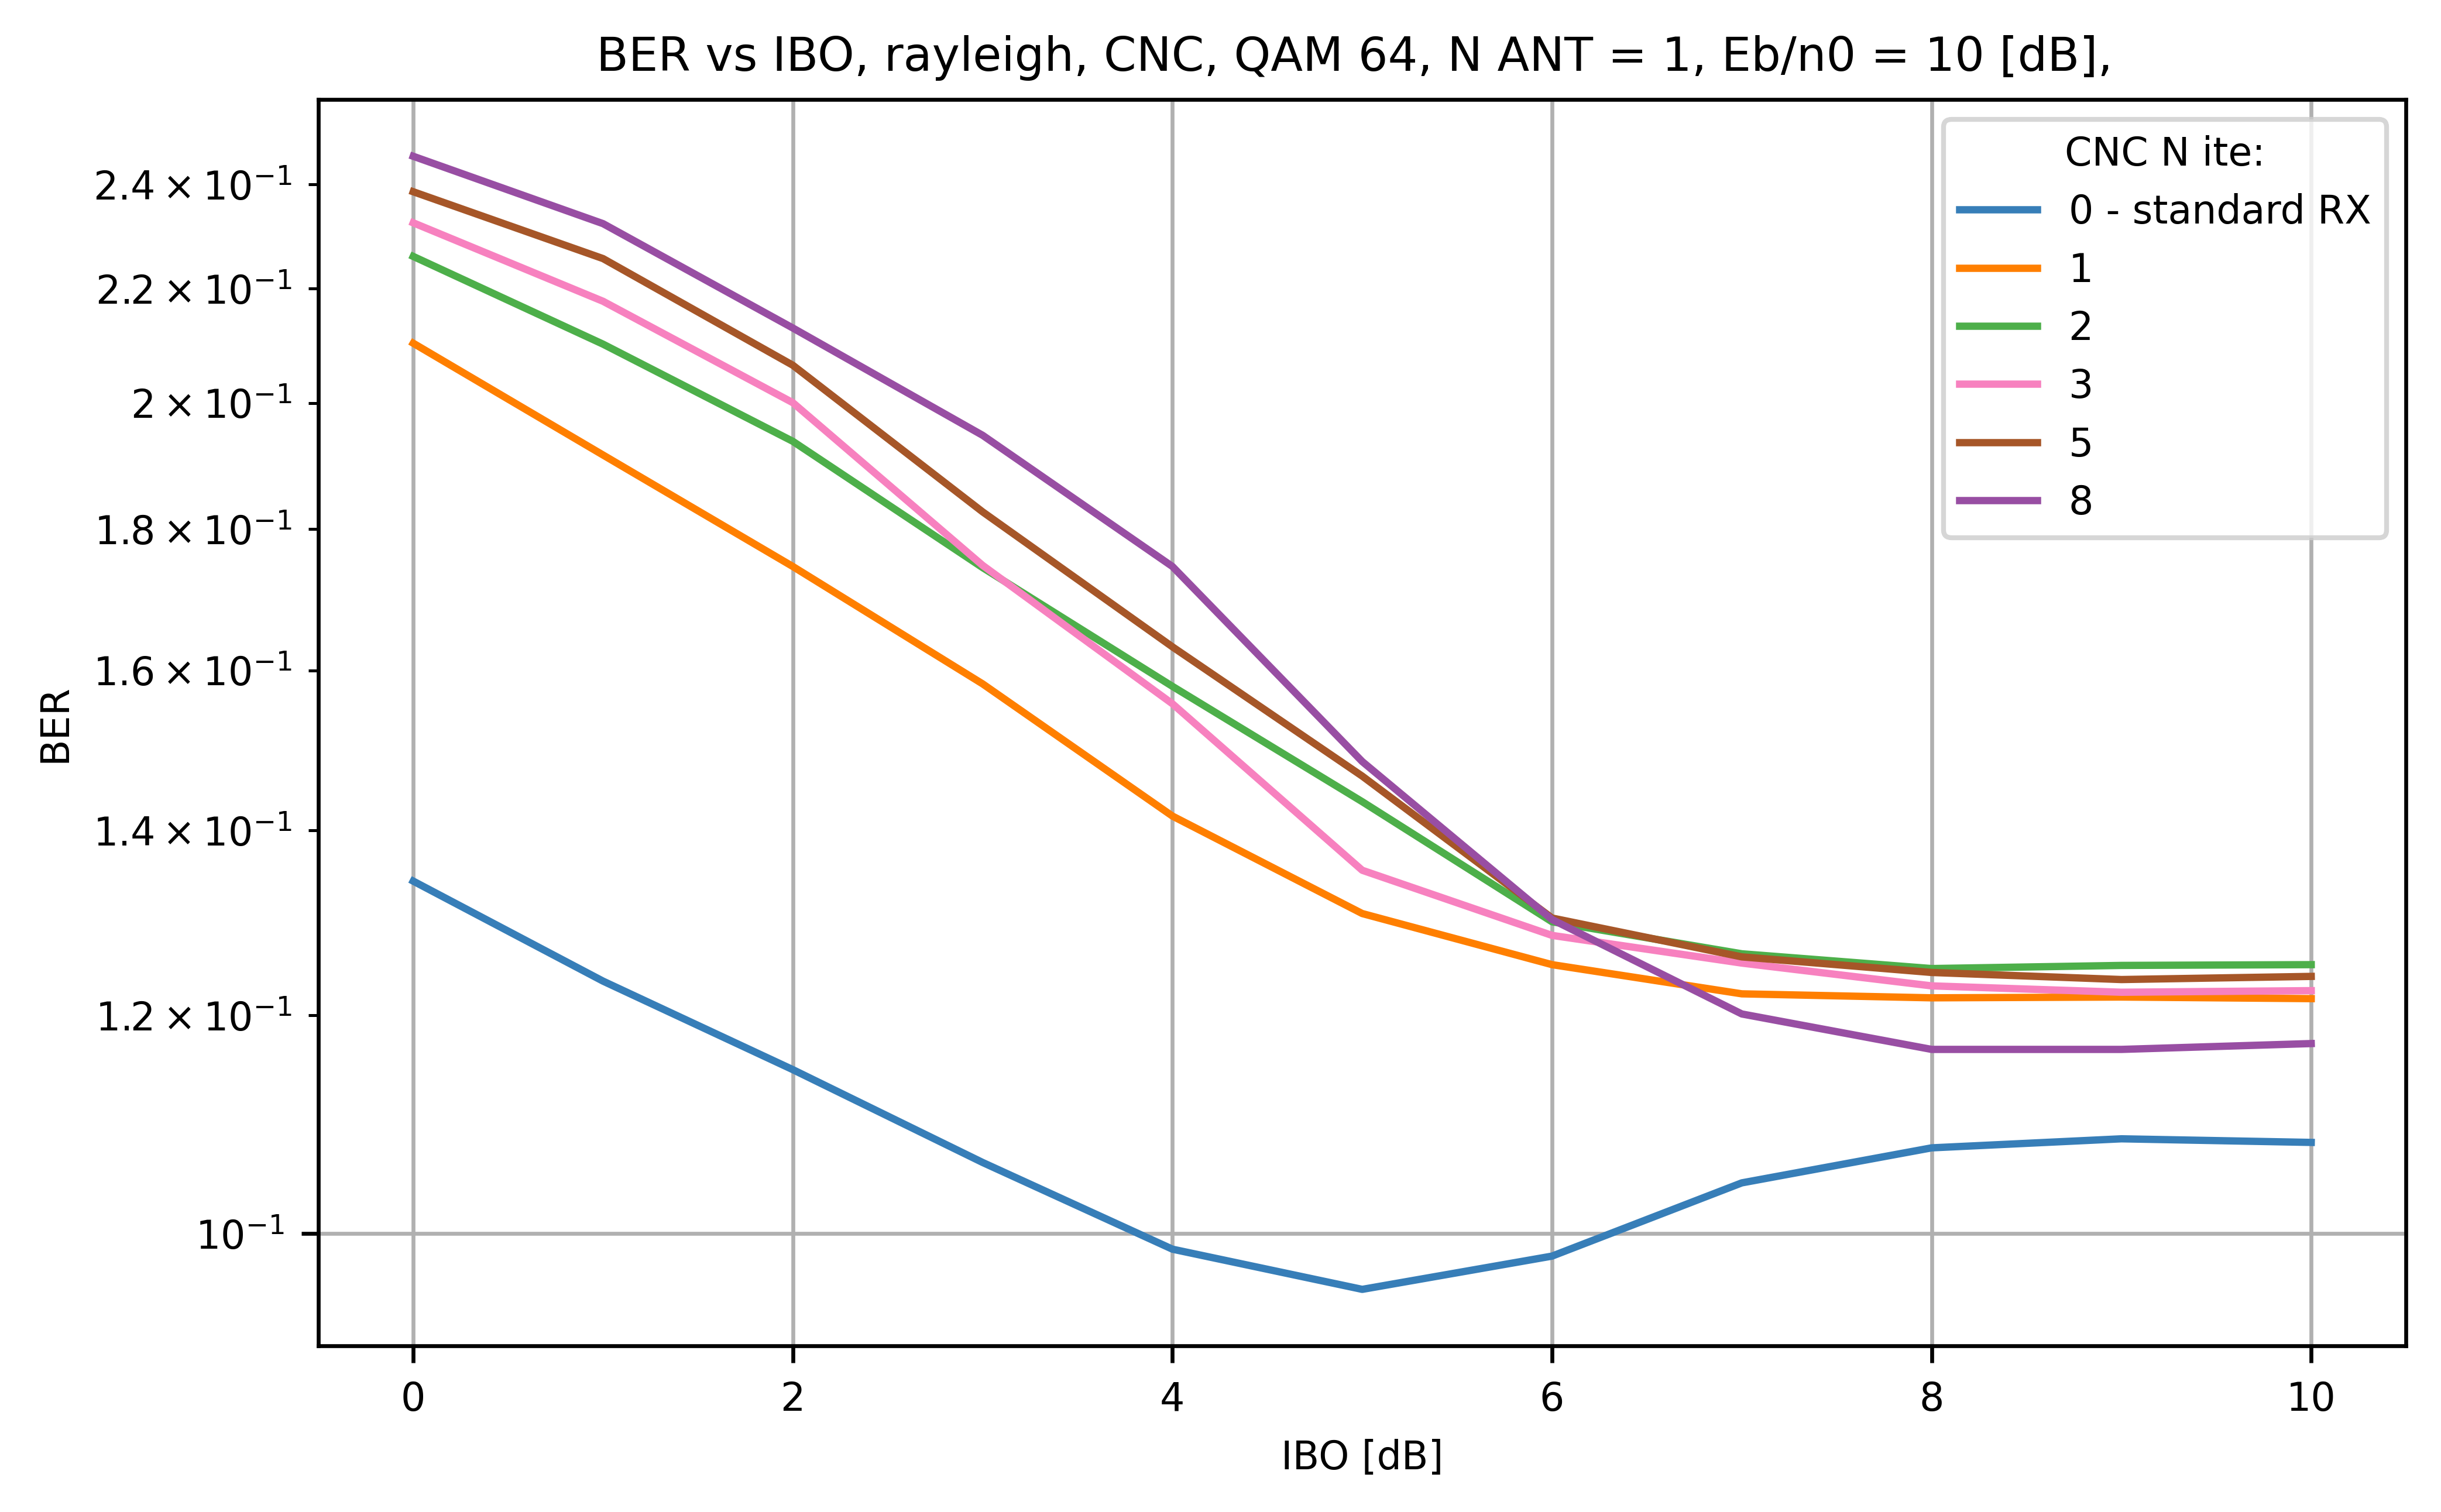 BER vs IBO, rayleigh, CNC, QAM 64, N ANT = 1, Eb/n0 = 10 [dB],
CNC N ite:
0 - standard RX
1
2
3
5
8
2.4 × 10⁻¹
2.2 × 10⁻¹
2 × 10⁻¹
1.8 × 10⁻¹
1.6 × 10⁻¹
1.4 × 10⁻¹
1.2 × 10⁻¹
10⁻¹
BER
0 2 4 6 8 10
IBO [dB]